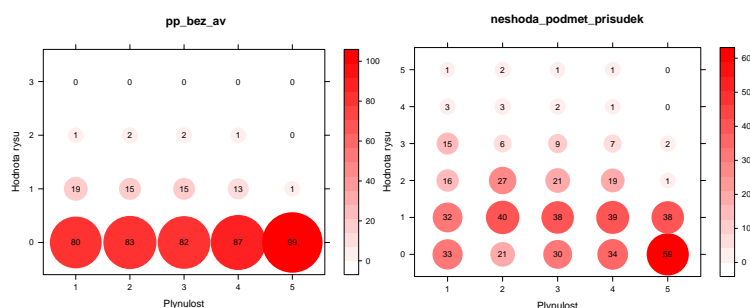 pp_bez_av
3 0 0 0 0 0 100
2 1 2 2 1 0 80
60
1 19 15 15 13 1 40
20
0 80 83 82 87 99 0
1 2 3 4 5
Hodnota rysu
Plynulost
neshoda_podmet_prisudek
5 1 2 1 1 0 60
4 3 3 2 1 0 50
3 15 6 9 7 2 40
2 16 27 21 19 1 30
1 32 40 38 39 38 20
10
0 33 21 30 34 59 0
1 2 3 4 5
Hodnota rysu
Plynulost